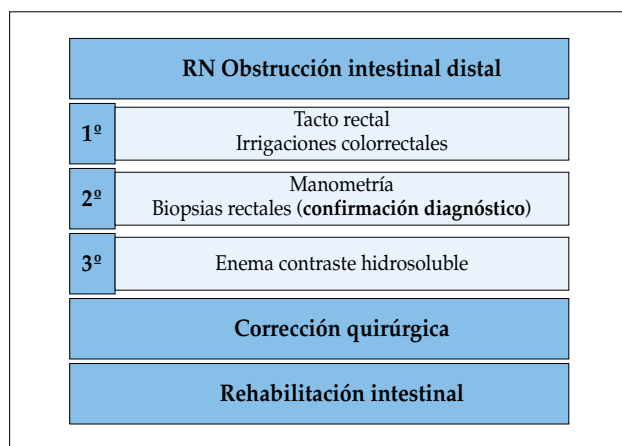 RN Obstrucción intestinal distal
1º
Tacto rectal
Irrigaciones colorrectales
2º
Manometría
Biopsias rectales (confirmación diagnóstico)
3º
Enema contraste hidrosoluble
Corrección quirúrgica
Rehabilitación intestinal